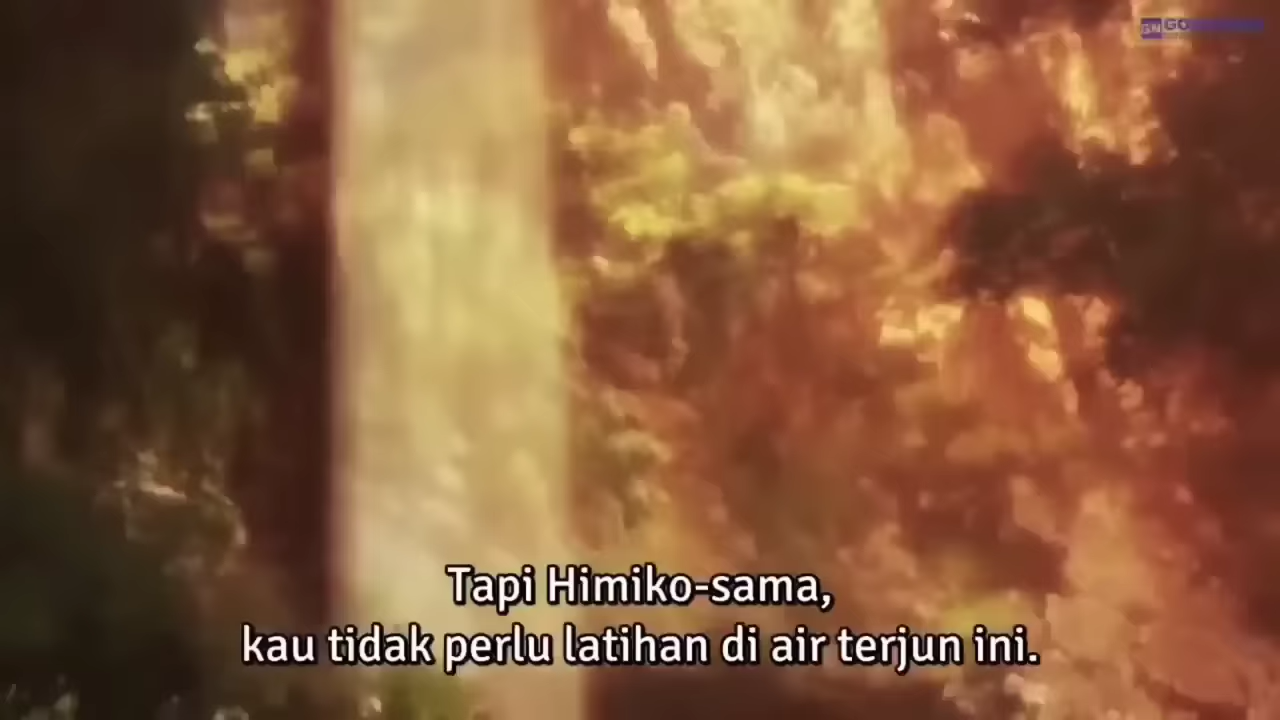 Tapi Himiko-sama,
kau tidak perlu latihan di air terjun ini.